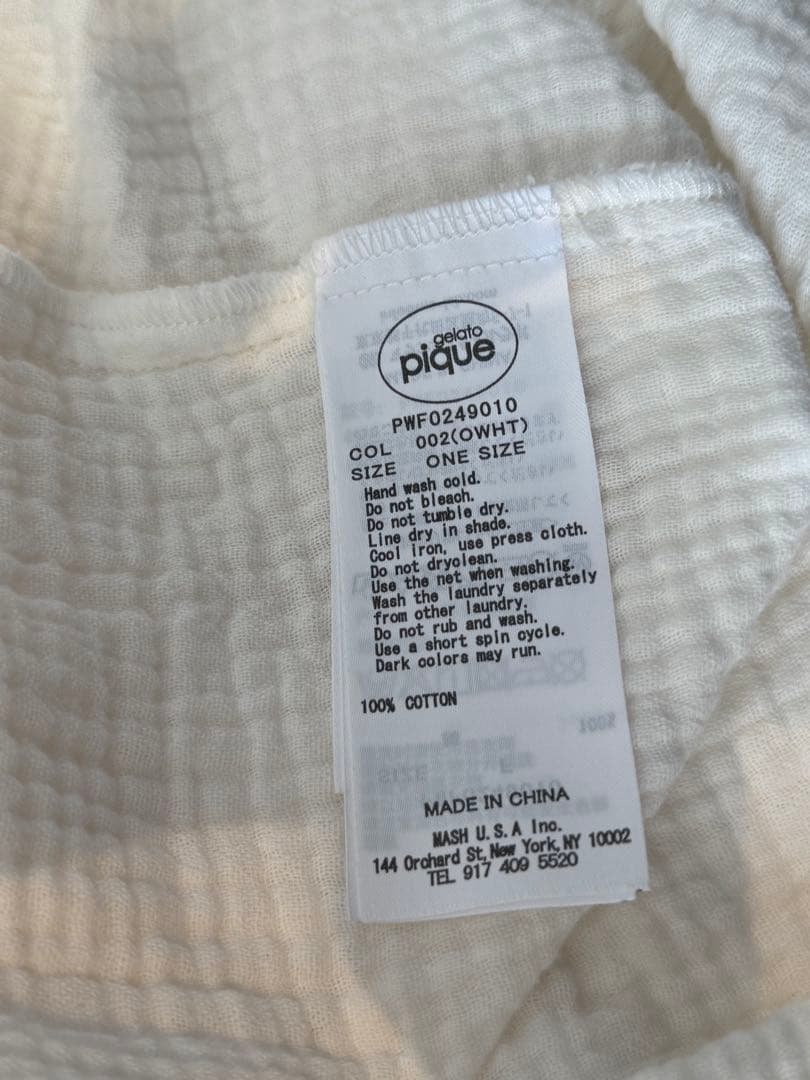 gelato
pique
PWF0249010
COL 002(OWHT)
SIZE ONE SIZE
Hand wash cold.
Do not bleach.
Do not tumble dry.
Line dry in shade.
Cool iron, use press cloth.
Do not dryclean.
Use the net when washing.
Wash the laundry separately
from other laundry.
Do not rub and wash.
Use a short spin cycle.
Dark colors may run.
100% COTTON
MADE IN CHINA
MASH U.S.A Inc.
144 Orchard St, New York, NY 10002
TEL 917 409 5520